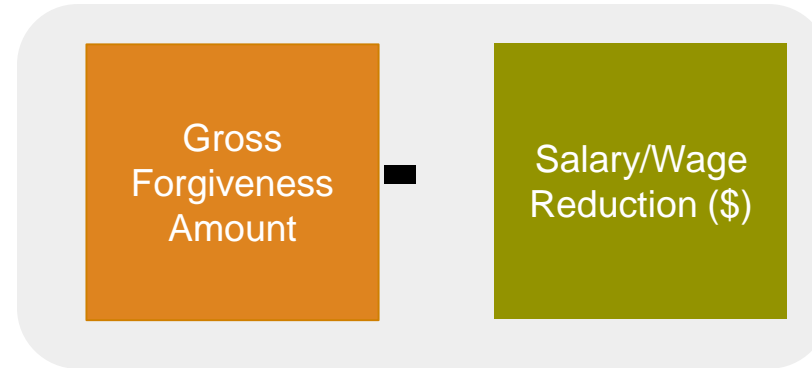 Gross
Forgiveness
Amount
-
Salary/Wage
Reduction ($)